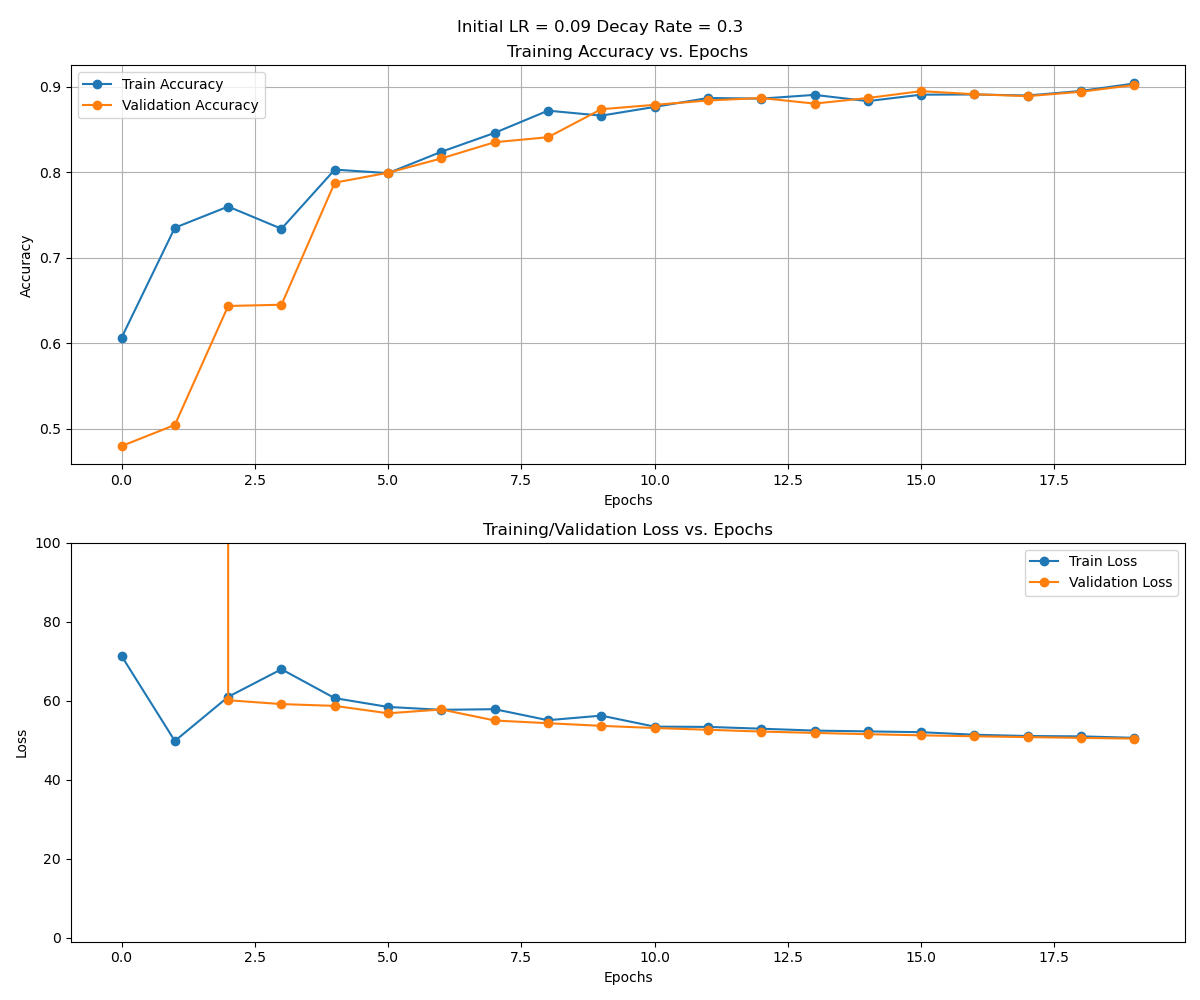 Initial LR = 0.09 Decay Rate = 0.3
Training Accuracy vs. Epochs
Train Accuracy
Validation Accuracy
0.9
0.8
0.7
0.6
0.5
Accuracy
0.0 2.5 5.0 7.5 10.0 12.5 15.0 17.5
Epochs
Training/Validation Loss vs. Epochs
Train Loss
Validation Loss
100
80
60
40
20
0
Loss
0.0 2.5 5.0 7.5 10.0 12.5 15.0 17.5
Epochs